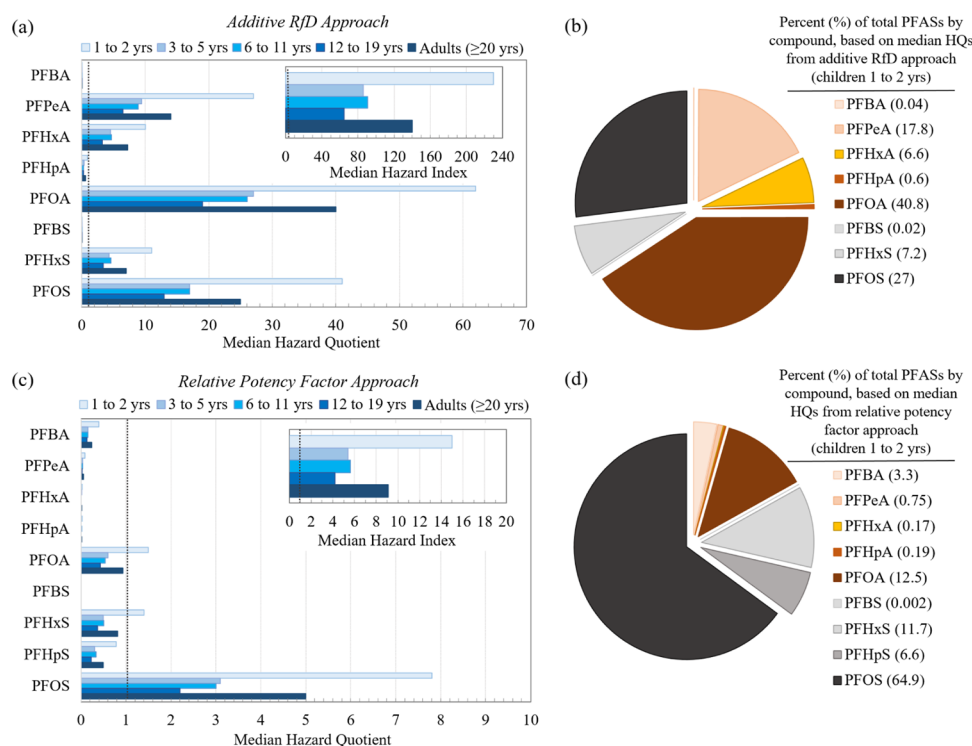 (a)
Additive RfD Approach
1 to 2 yrs 3 to 5 yrs 6 to 11 yrs 12 to 19 yrs Adults (≥20 yrs)
PFBA
PFPeA
PFHxA
PFHpA
PFOA
PFBS
PFHxS
PFOS
0 40 80 120 160 200 240
Median Hazard Index
0 10 20 30 40 50 60 70
Median Hazard Quotient
(b)
Percent (%) of total PFASs by
compound, based on median HQs
from additive RfD approach
(children 1 to 2 yrs)
PFBA (0.04)
PFPeA (17.8)
PFHxA (6.6)
PFHpA (0.6)
PFOA (40.8)
PFBS (0.02)
PFHxS (7.2)
PFOS (27)
(c)
Relative Potency Factor Approach
1 to 2 yrs 3 to 5 yrs 6 to 11 yrs 12 to 19 yrs Adults (≥20 yrs)
PFBA
PFPeA
PFHxA
PFHpA
PFOA
PFBS
PFHxS
PFHpS
PFOS
0 2 4 6 8 10 12 14 16 18 20
Median Hazard Index
0 1 2 3 4 5 6 7 8 9 10
Median Hazard Quotient
(d)
Percent (%) of total PFASs by
compound, based on median
HQs from relative potency
factor approach
(children 1 to 2 yrs)
PFBA (3.3)
PFPeA (0.75)
PFHxA (0.17)
PFHpA (0.19)
PFOA (12.5)
PFBS (0.002)
PFHxS (11.7)
PFHpS (6.6)
PFOS (64.9)